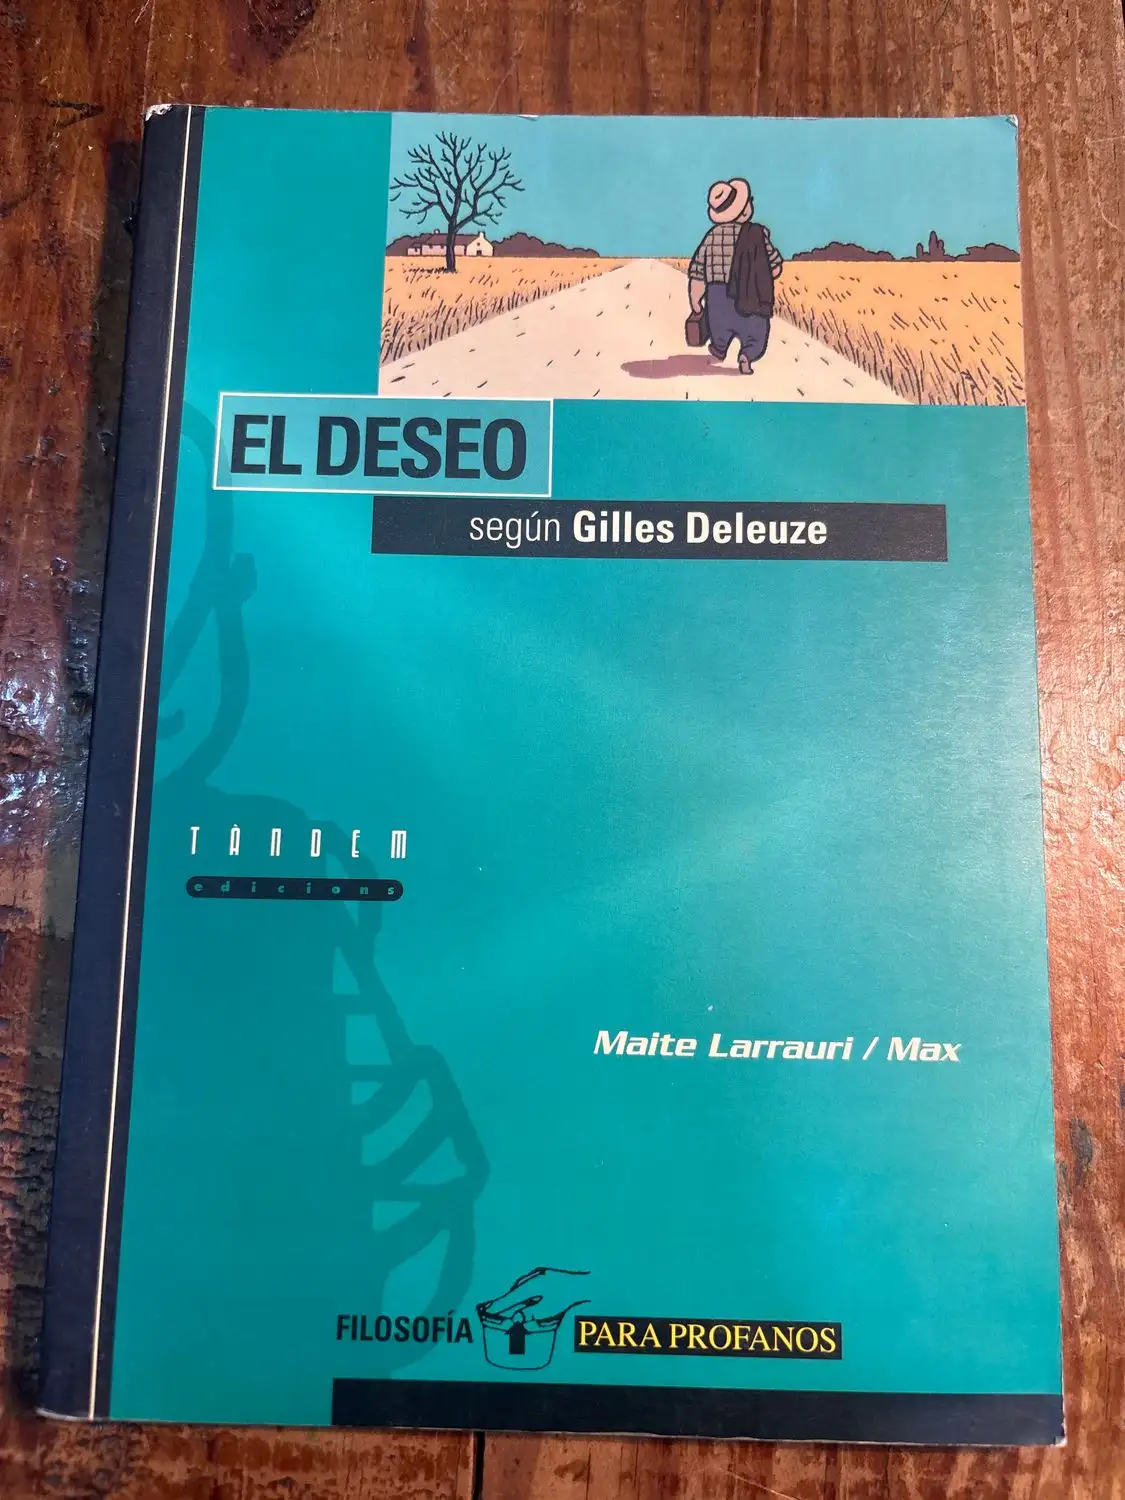 EL DESEO
según Gilles Deleuze
TÀNDEM
edicions
Maite Larrauri / Max
FILOSOFÍA PARA PROFANOS